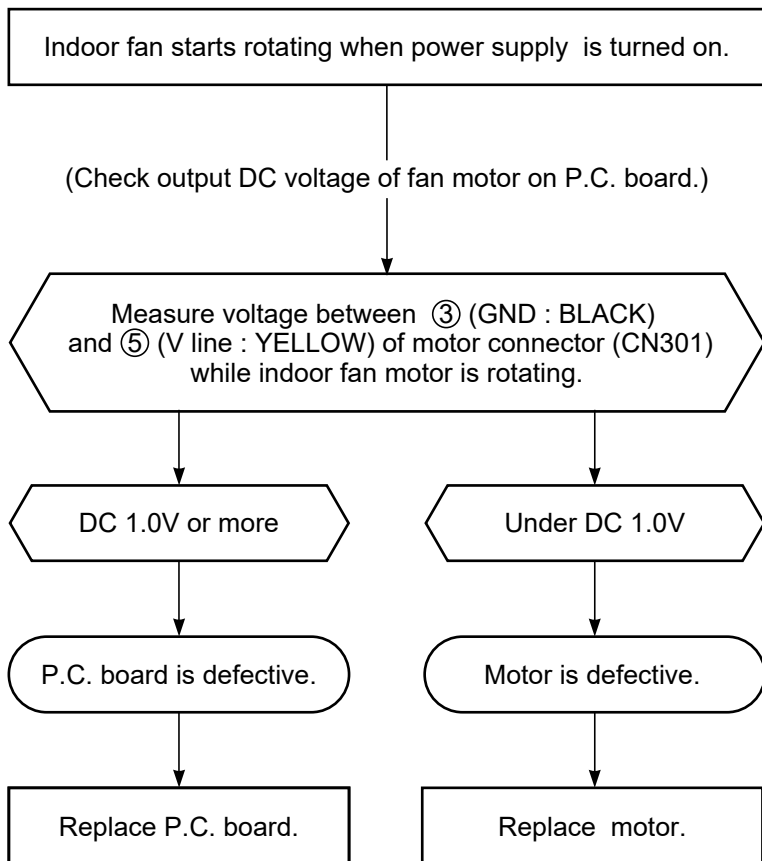 Indoor fan starts rotating when power supply is turned on.
(Check output DC voltage of fan motor on P.C. board.)
Measure voltage between ③ (GND : BLACK)
and ⑤ (V line : YELLOW) of motor connector (CN301)
while indoor fan motor is rotating.
DC 1.0V or more
Under DC 1.0V
P.C. board is defective.
Motor is defective.
Replace P.C. board.
Replace motor.